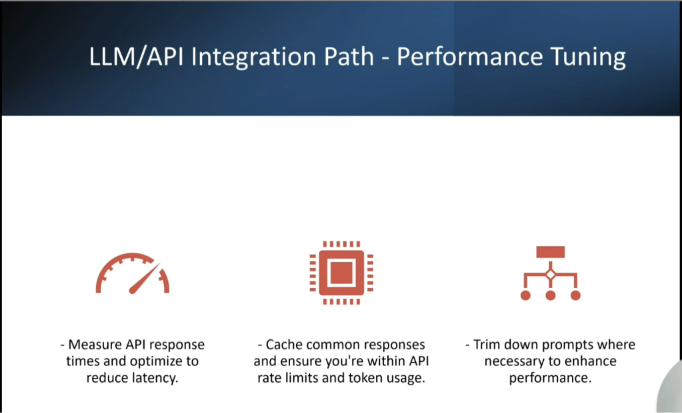 LLM/API Integration Path - Performance Tuning
- Measure API response
times and optimize to
reduce latency.
- Cache common responses
and ensure you're within API
rate limits and token usage.
- Trim down prompts where
necessary to enhance
performance.